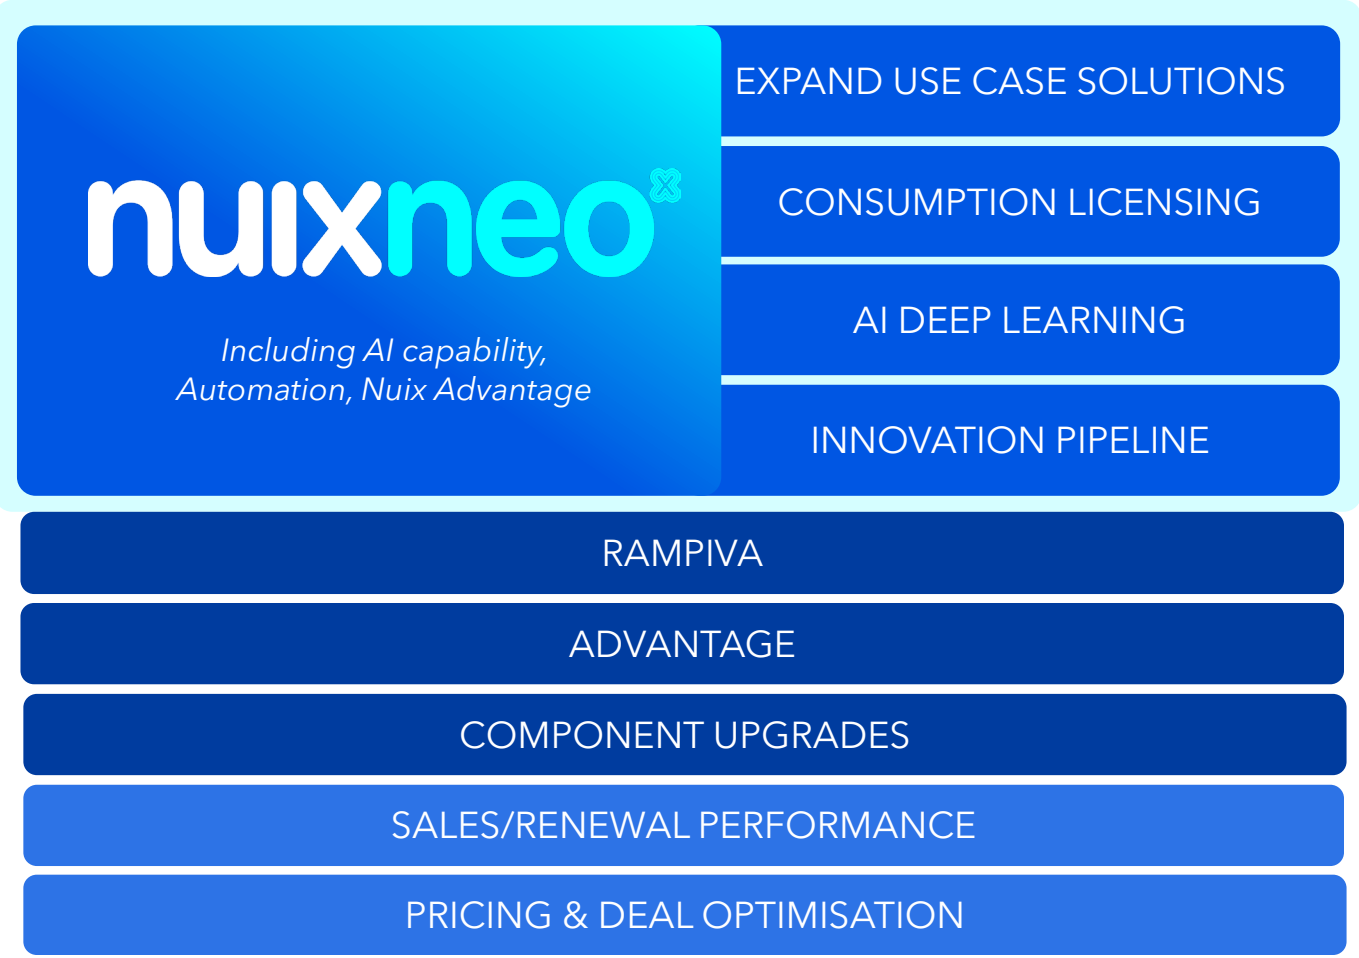 nuixneo
Including AI capability,
Automation, Nuix Advantage
EXPAND USE CASE SOLUTIONS
CONSUMPTION LICENSING
AI DEEP LEARNING
INNOVATION PIPELINE
RAMPIVA
ADVANTAGE
COMPONENT UPGRADES
SALES/RENEWAL PERFORMANCE
PRICING & DEAL OPTIMISATION